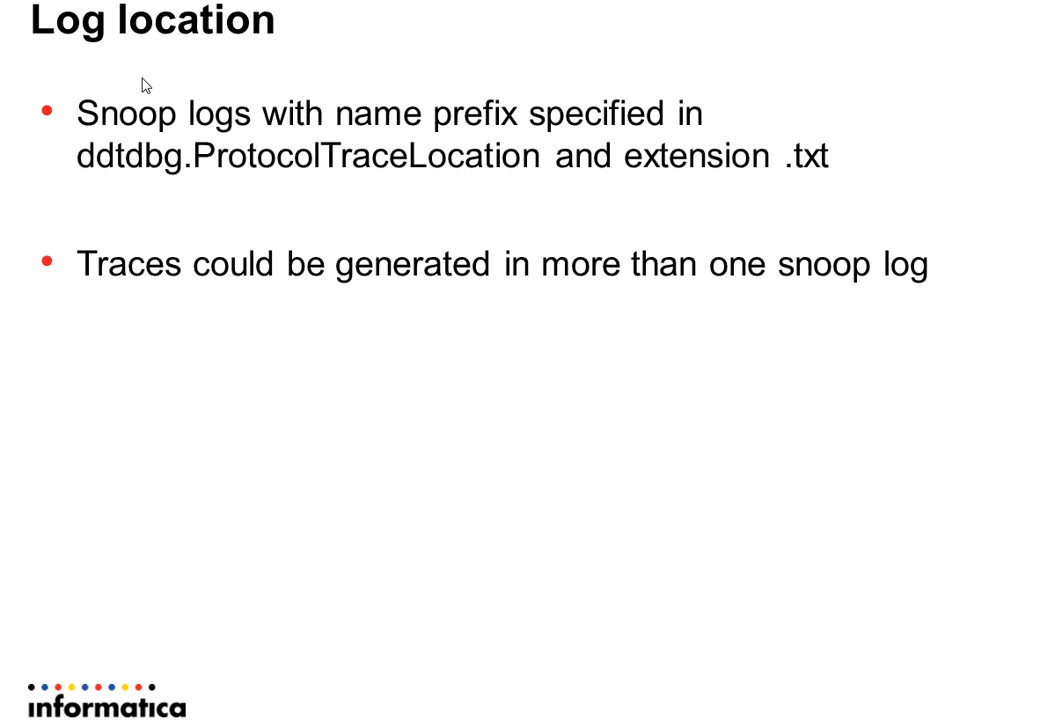 Log location
• Snoop logs with name prefix specified in
ddtdbg.ProtocolTraceLocation and extension .txt
• Traces could be generated in more than one snoop log
informatica